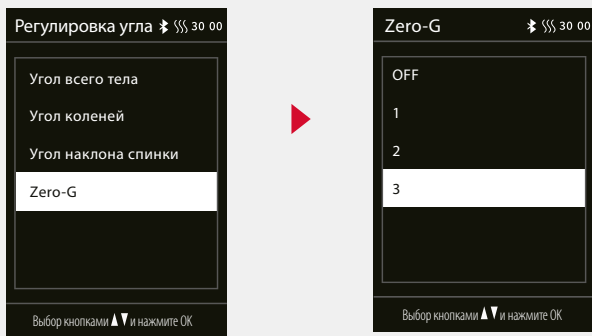 Регулировка угла 30 00
Угол всего тела
Угол коленей
Угол наклона спинки
Zero-G
Выбор кнопками и нажмите OK
Zero-G 30 00
OFF
1
2
3
Выбор кнопками и нажмите OK